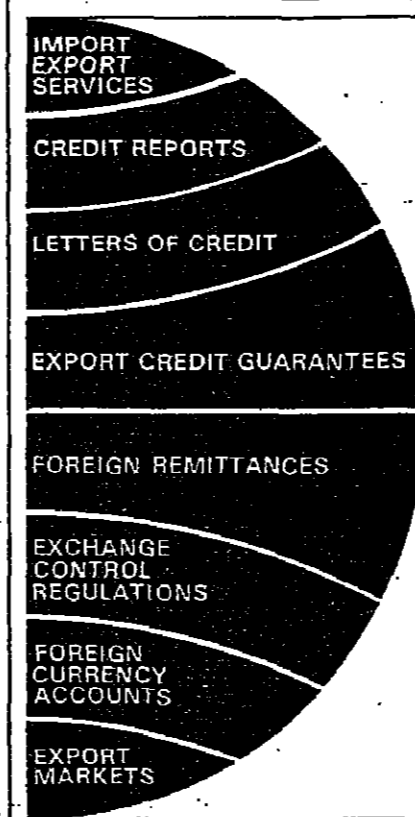 IMPORT
EXPORT
SERVICES
CREDIT REPORTS
LETTERS OF CREDIT
EXPORT CREDIT GUARANTEES
FOREIGN REMITTANCES
EXCHANGE
CONTROL
REGULATIONS
FOREIGN
CURRENCY
ACCOUNTS
EXPORT
MARKETS